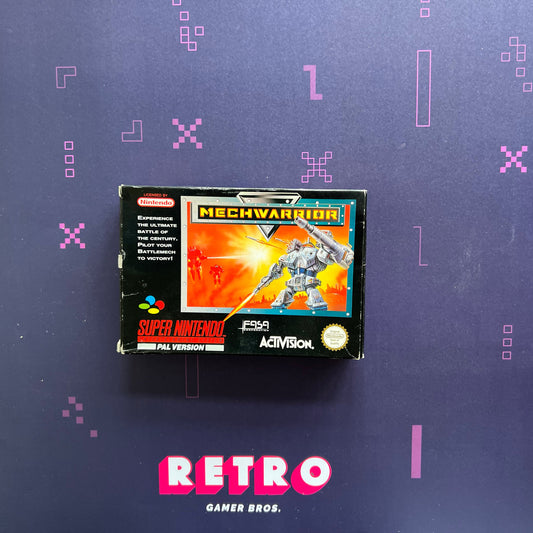 LICENSED BY
Nintendo
MECHWARRIOR
EXPERIENCE
THE ULTIMATE
BATTLE OF
THE CENTURY.
PILOT YOUR
BATTLEMECH
TO VICTORY!
SUPER NINTENDO
PAL VERSION
FASA
CORPORATION
ACTIVISION
RETRO
GAMER BROS.